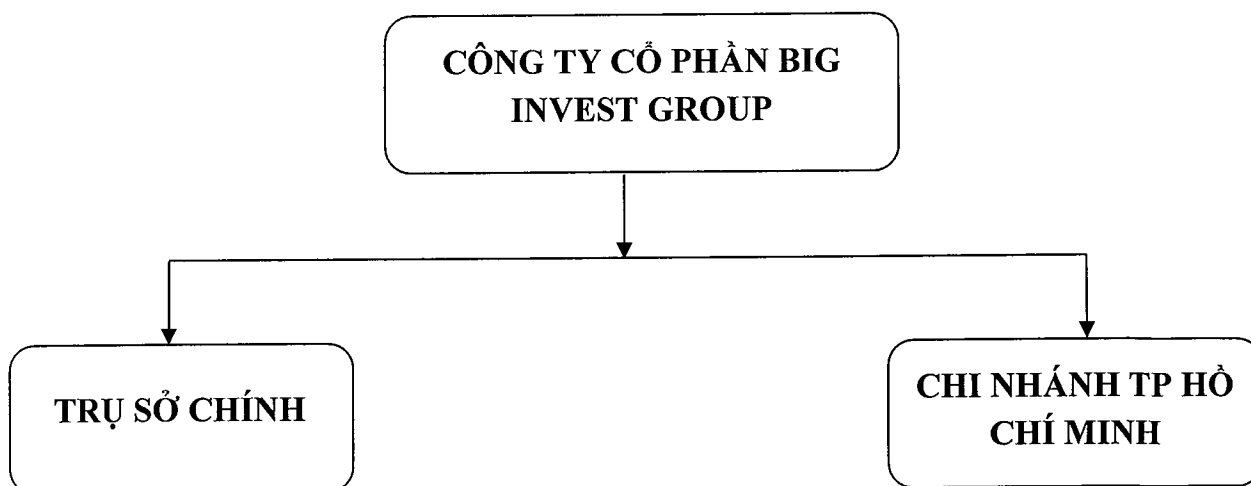 CÔNG TY CỔ PHẦN BIG
INVEST GROUP
TRỤ SỞ CHÍNH
CHI NHÁNH TP HỒ
CHÍ MINH